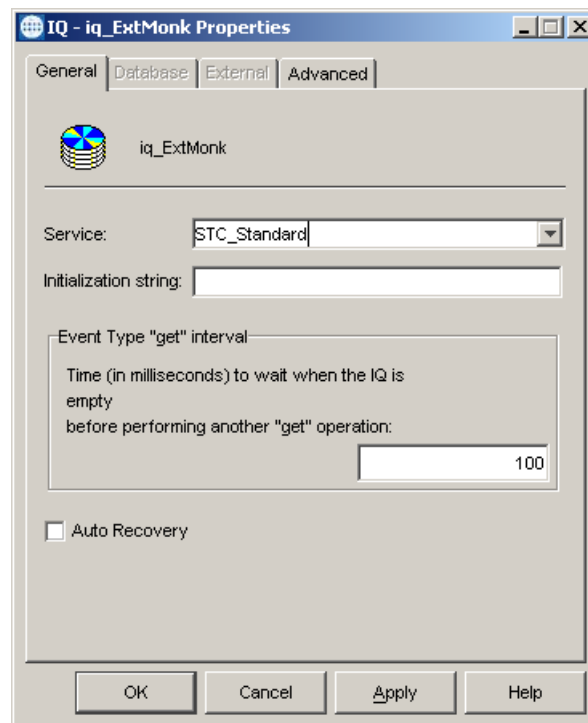 IQ - iq_ExtMonk Properties
General Database External Advanced
iq_ExtMonk
Service: STC_Standard
Initialization string:
Event Type "get" interval
Time (in milliseconds) to wait when the IQ is
empty
before performing another "get" operation:
100
Auto Recovery
OK Cancel Apply Help